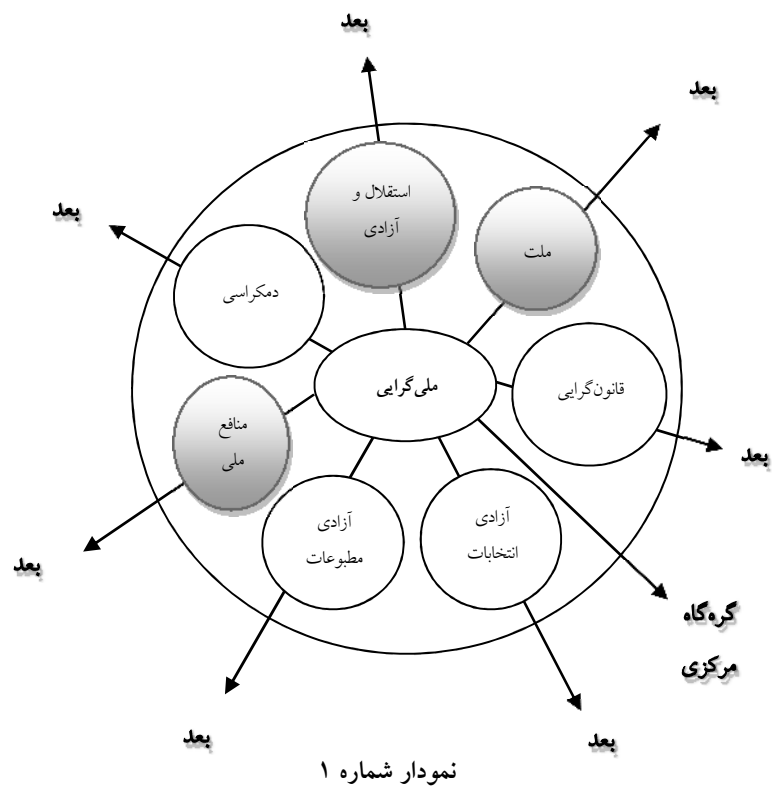 بعد
بعد
استقلال و
آزادی
بعد
ملت
دمکراسی
ملی‌گرایی
قانون‌گرایی
منافع
ملی
بعد
آزادی
انتخابات
آزادی
مطبوعات
بعد
گره‌گاه
مرکزی
بعد
بعد
نمودار شماره ۱